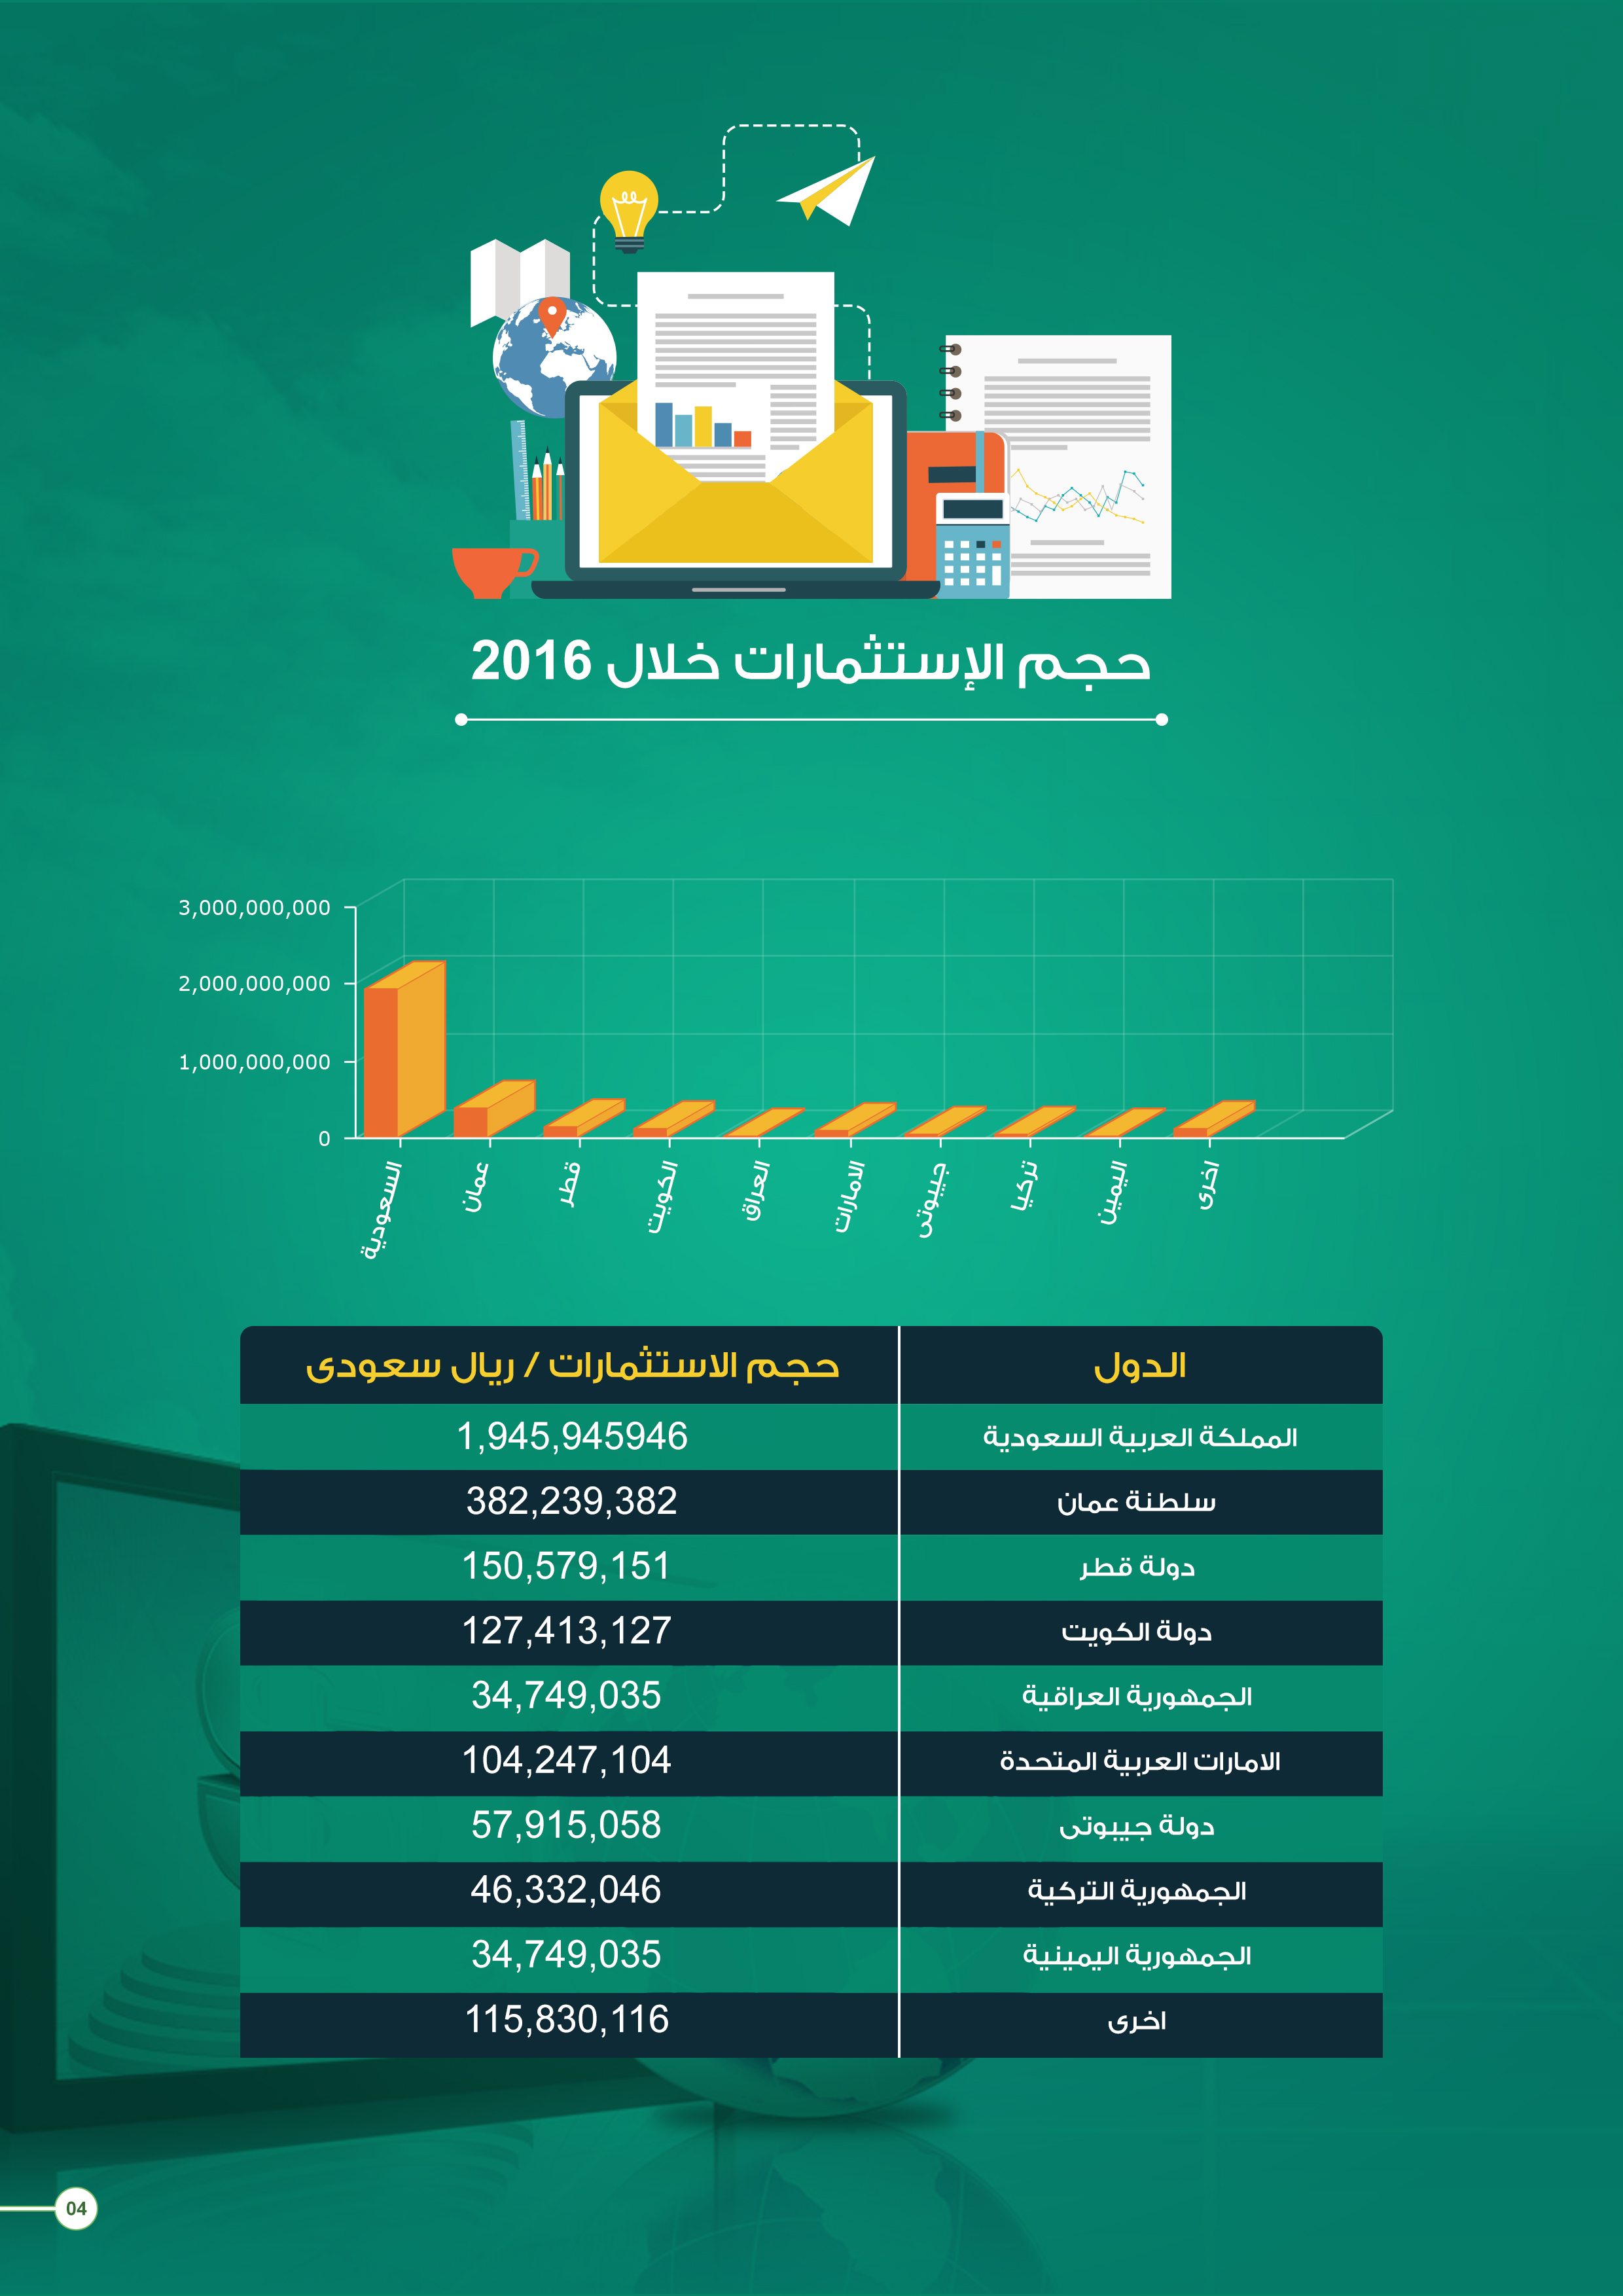 حجم الإستثمارات خلال 2016
3,000,000,000
2,000,000,000
1,000,000,000
0
السعودية
عمان
قطر
الكويت
العراق
الامارات
جيبوتى
تركيا
اليمين
اخرى
الدول حجم الاستثمارات / ريال سعودى
المملكة العربية السعودية 1,945,945946
سلطنة عمان 382,239,382
دولة قطر 150,579,151
دولة الكويت 127,413,127
الجمهورية العراقية 34,749,035
الامارات العربية المتحدة 104,247,104
دولة جيبوتى 57,915,058
الجمهورية التركية 46,332,046
الجمهورية اليمينية 34,749,035
اخرى 115,830,116
04